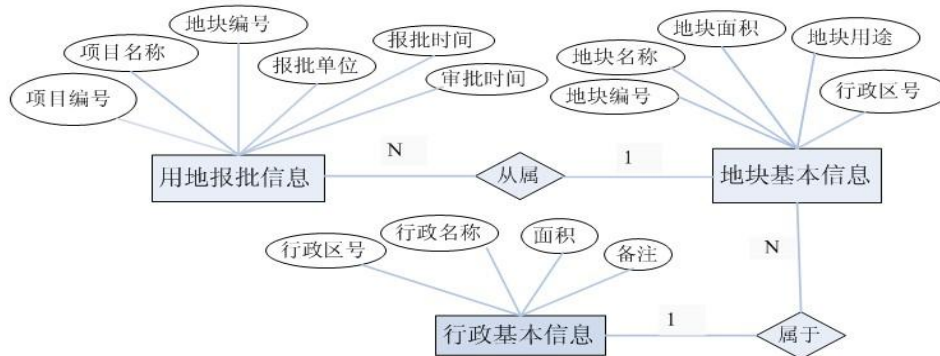 地块编号
项目名称
项目编号
报批时间
报批单位
审批时间
用地报批信息
N
从属
1
地块面积
地块用途
地块名称
地块编号
行政区号
地块基本信息
行政区号
行政名称
面积
备注
N
行政基本信息
1
属于